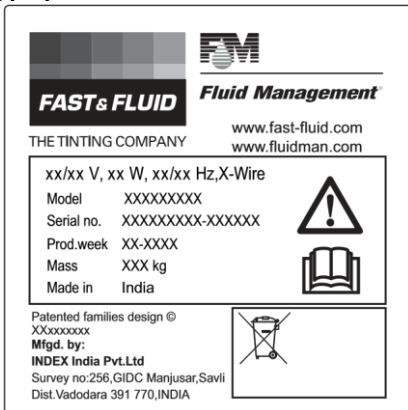 FM
FAST & FLUID
Fluid Management®
THE TINTING COMPANY
www.fast-fluid.com
www.fluidman.com
xx/xx V, xx W, xx/xx Hz,X-Wire
Model XXXXXXXXX
Serial no. XXXXXXXXX-XXXXXX
Prod.week XX-XXXX
Mass XXX kg
Made in India
Patented families design ©
XXxxxxxxx
Mfgd. by:
INDEX India Pvt.Ltd
Survey no:256,GIDC Manjusar,Savli
Dist.Vadodara 391 770,INDIA